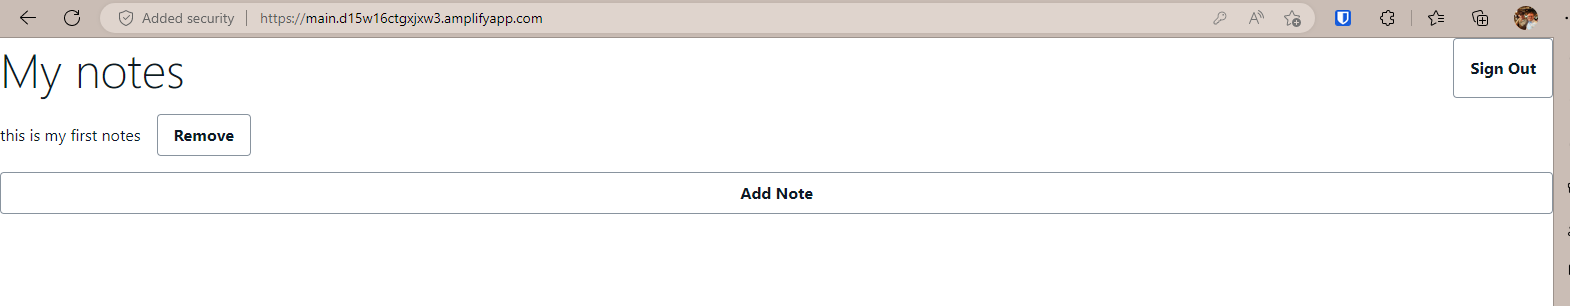 Added security
https://main.d15w16ctgxjxw3.amplifyapp.com
My notes
Sign Out
this is my first notes
Remove
Add Note